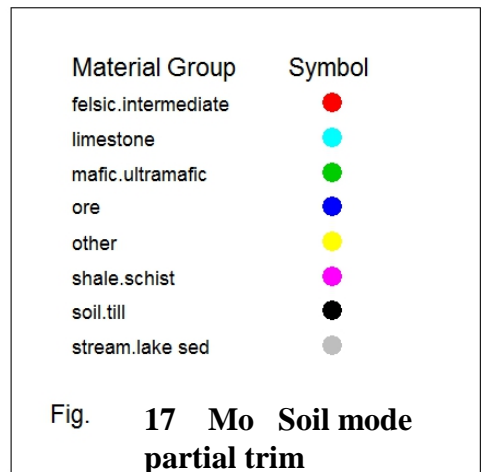 Material Group Symbol
felsic.intermediate
limestone
mafic.ultramafic
ore
other
shale.schist
soil.till
stream.lake sed
Fig. 17 Mo Soil mode
partial trim